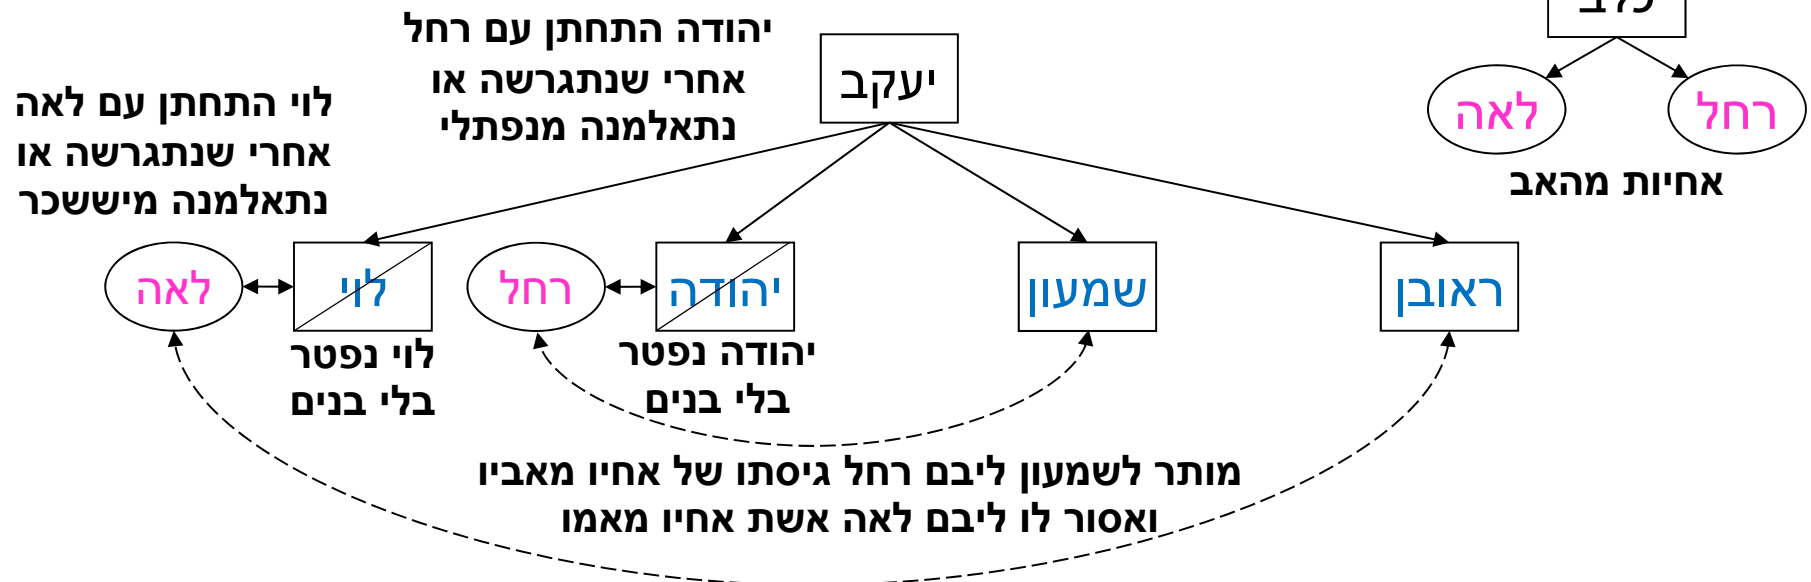 כלב
רחל
לאה
אחיות מהאב
יעקב
יהודה התחתן עם רחל
אחרי שנתגרשה או
נתאלמנה מנפתלי
לוי התחתן עם לאה
אחרי שנתגרשה או
נתאלמנה מיששכר
ראובן
שמעון
יהודה
רחל
לוי
לאה
יהודה נפטר
בלי בנים
לוי נפטר
בלי בנים
מותר לשמעון ליבם רחל גיסתו של אחיו מאביו
ואסור לו ליבם לאה אשת אחיו מאמו